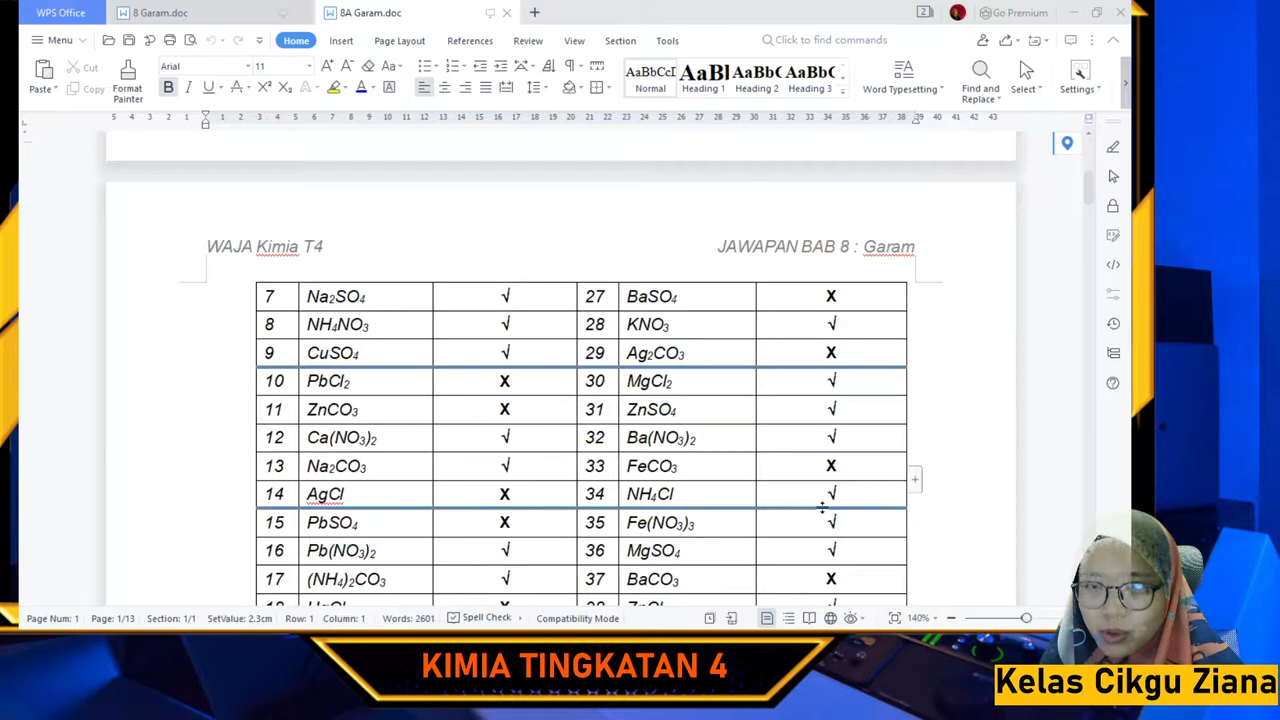 WPS Office
8 Garam.doc
8A Garam.doc
Go Premium
Menu
Home
Insert
Page Layout
References
Review
View
Section
Tools
Click to find commands
Paste
Cut
Copy
Format Painter
Arial
11
AaBbCcD
Normal
AaBl
Heading 1
AaBbC
Heading 2
AaBbC
Heading 3
Word Typesetting
Find and Replace
Select
Settings
WAJA Kimia T4
JAWAPAN BAB 8 : Garam
7 Na₂SO₄ √ 27 BaSO₄ X
8 NH₄NO₃ √ 28 KNO₃ √
9 CuSO₄ √ 29 Ag₂CO₃ X
10 PbCl₂ X 30 MgCl₂ √
11 ZnCO₃ X 31 ZnSO₄ √
12 Ca(NO₃)₂ √ 32 Ba(NO₃)₂ √
13 Na₂CO₃ √ 33 FeCO₃ X
14 AgCl X 34 NH₄Cl √
15 PbSO₄ X 35 Fe(NO₃)₃ √
16 Pb(NO₃)₂ √ 36 MgSO₄ √
17 (NH₄)₂CO₃ √ 37 BaCO₃ X
Page Num: 1
Page: 1/13
Section: 1/1
SetValue: 2.3cm
Row: 1
Column: 1
Words: 2601
Spell Check
Compatibility Mode
140%
KIMIA TINGKATAN 4
Kelas Cikgu Ziana